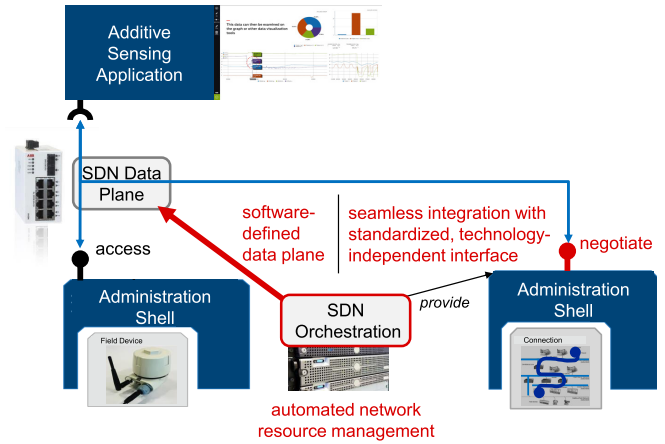 Additive
Sensing
Application
This data can then be examined on
the graph or other data visualisation
tools
SDN Data
Plane
software-
defined
data plane
seamless integration with
standardized, technology-
independent interface
access
negotiate
Administration
Shell
Field Device
SDN
Orchestration
provide
Administration
Shell
Connection
automated network
resource management